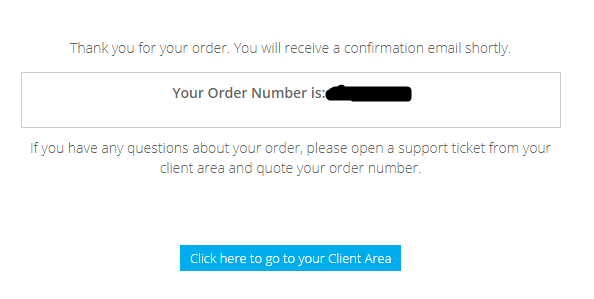 Thank you for your order. You will receive a confirmation email shortly.
Your Order Number is:
If you have any questions about your order, please open a support ticket from your
client area and quote your order number.
Click here to go to your Client Area